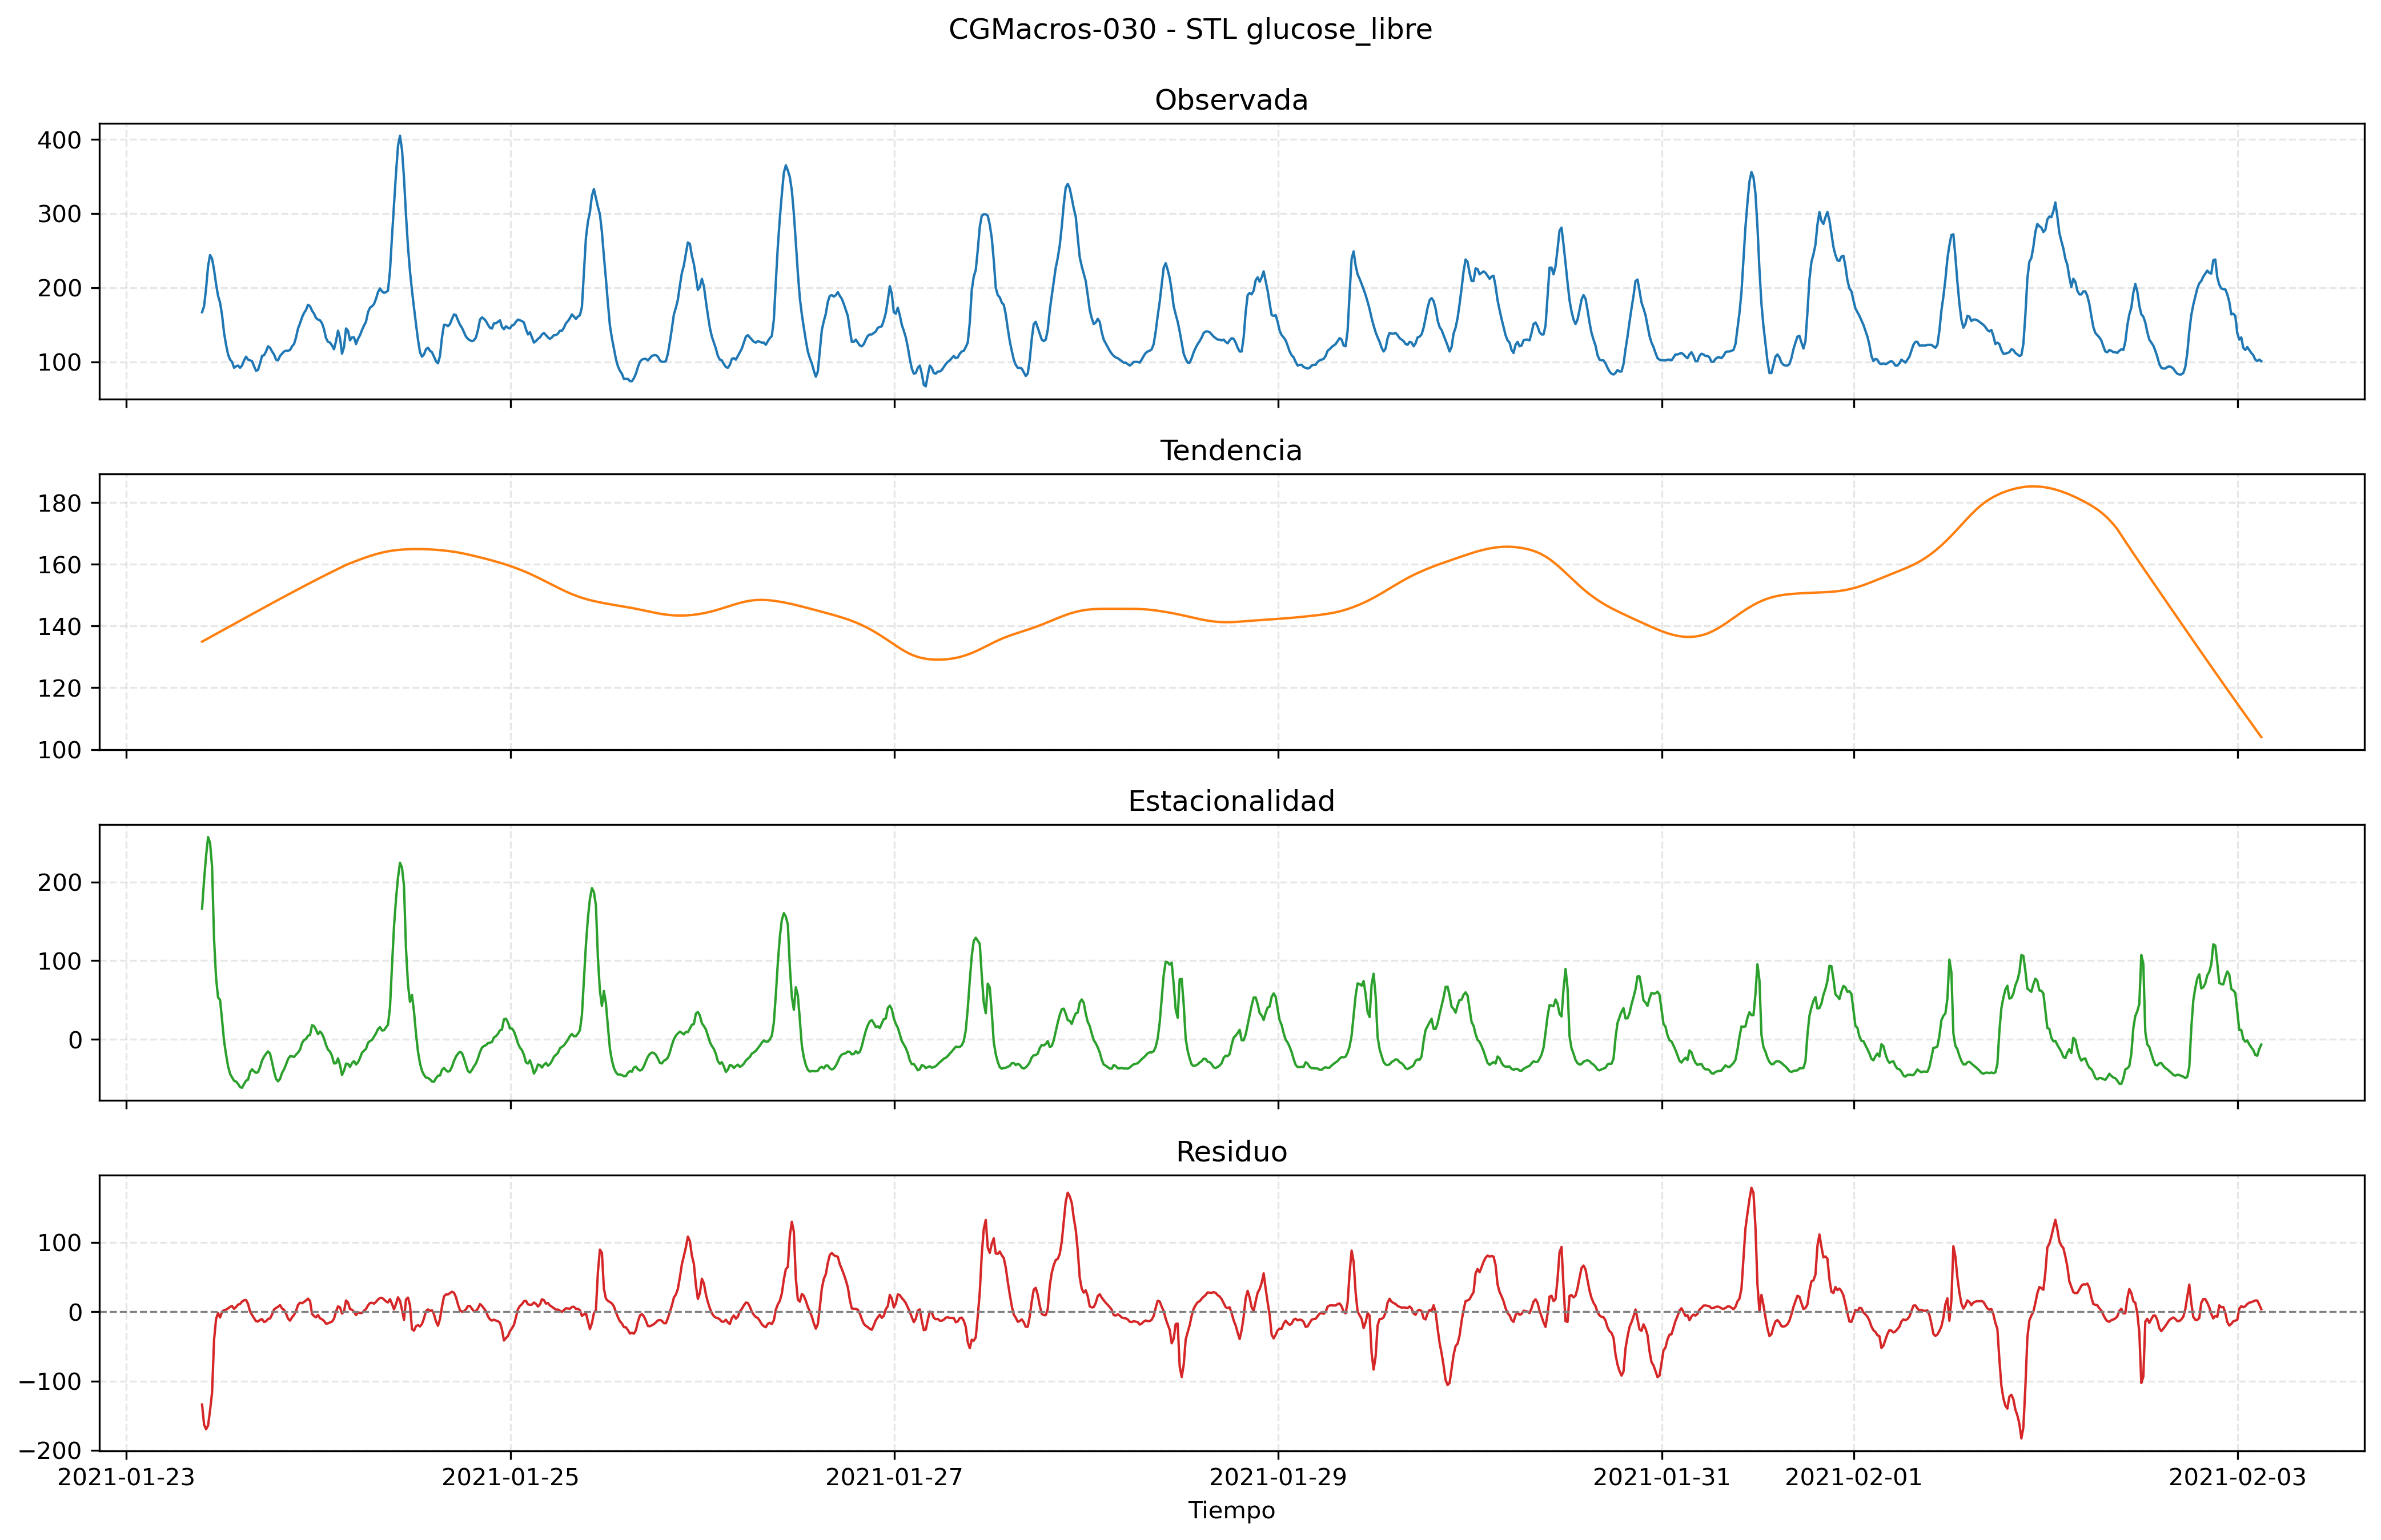 CGMacros-030 - STL glucose_libre
Observada
400
300
200
100
Tendencia
180
160
140
120
100
Estacionalidad
200
100
0
Residuo
100
0
−100
−200
2021-01-23 2021-01-25 2021-01-27 2021-01-29 2021-01-31 2021-02-01 2021-02-03
Tiempo